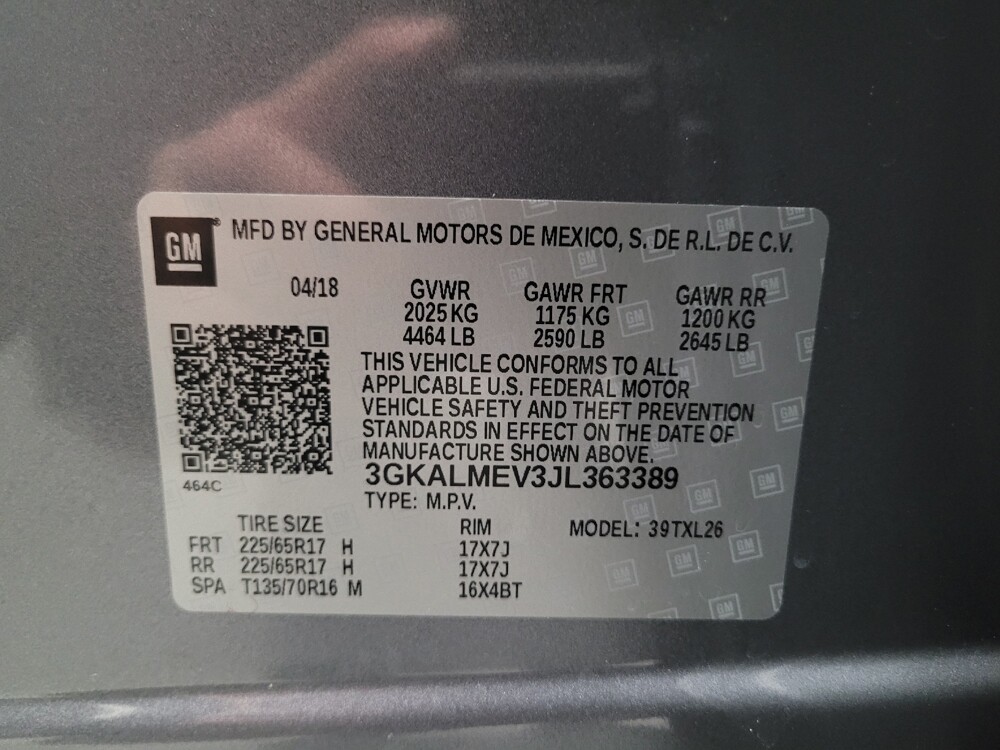 GM® MFD BY GENERAL MOTORS DE MEXICO, S. DE R.L. DE C.V.
04/18 GVWR GAWR FRT GAWR RR
2025 KG 1175 KG 1200 KG
4464 LB 2590 LB 2645 LB
THIS VEHICLE CONFORMS TO ALL
APPLICABLE U.S. FEDERAL MOTOR
VEHICLE SAFETY AND THEFT PREVENTION
STANDARDS IN EFFECT ON THE DATE OF
MANUFACTURE SHOWN ABOVE.
464C
3GKALMEV3JL363389
TYPE: M.P.V.
TIRE SIZE RIM MODEL: 39TXL26
FRT 225/65R17 H 17X7J
RR 225/65R17 H 17X7J
SPA T135/70R16 M 16X4BT